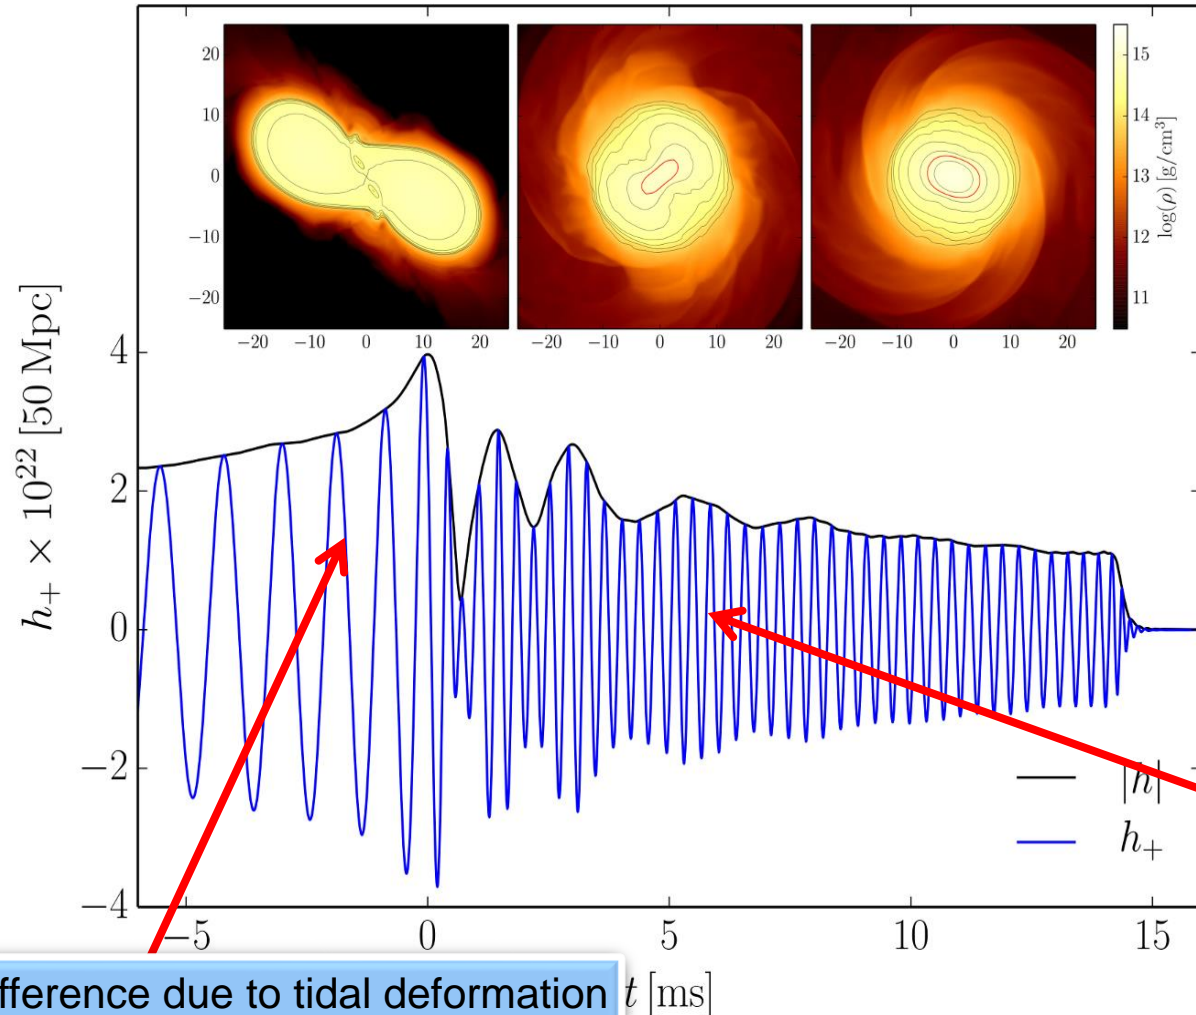 25
20
10
0
−10
−20
−20 −10 0 10 20
−20 −10 0 10 20
−20 −10 0 10 20
15
14
13
12
11
log(ρ) [g/cm³]
h₊ × 10²² [50 Mpc]
4
2
0
−2
−4
|h|
h₊
−5 0 5 10 15
t [ms]
fference due to tidal deformation